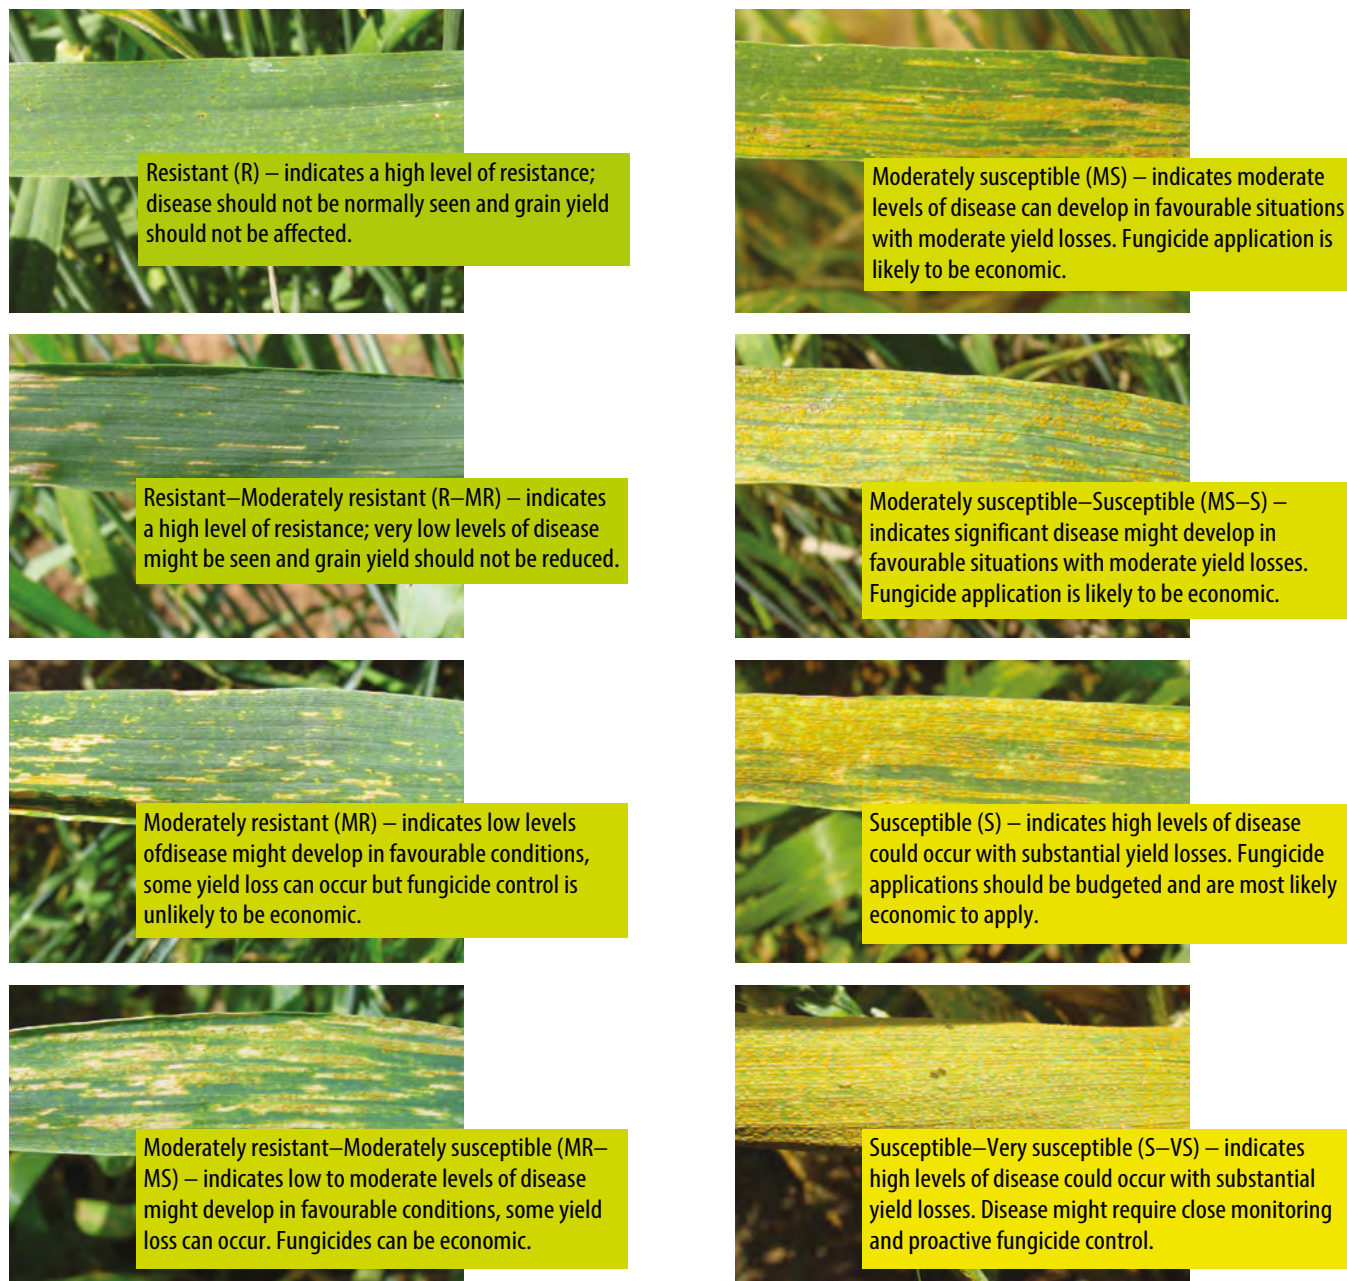 Resistant (R) – indicates a high level of resistance;
disease should not be normally seen and grain yield
should not be affected.
Resistant–Moderately resistant (R–MR) – indicates
a high level of resistance; very low levels of disease
might be seen and grain yield should not be reduced.
Moderately resistant (MR) – indicates low levels
ofdisease might develop in favourable conditions,
some yield loss can occur but fungicide control is
unlikely to be economic.
Moderately resistant–Moderately susceptible (MR–
MS) – indicates low to moderate levels of disease
might develop in favourable conditions, some yield
loss can occur. Fungicides can be economic.
Moderately susceptible (MS) – indicates moderate
levels of disease can develop in favourable situations
with moderate yield losses. Fungicide application is
likely to be economic.
Moderately susceptible–Susceptible (MS–S) –
indicates significant disease might develop in
favourable situations with moderate yield losses.
Fungicide application is likely to be economic.
Susceptible (S) – indicates high levels of disease
could occur with substantial yield losses. Fungicide
applications should be budgeted and are most likely
economic to apply.
Susceptible–Very susceptible (S–VS) – indicates
high levels of disease could occur with substantial
yield losses. Disease might require close monitoring
and proactive fungicide control.